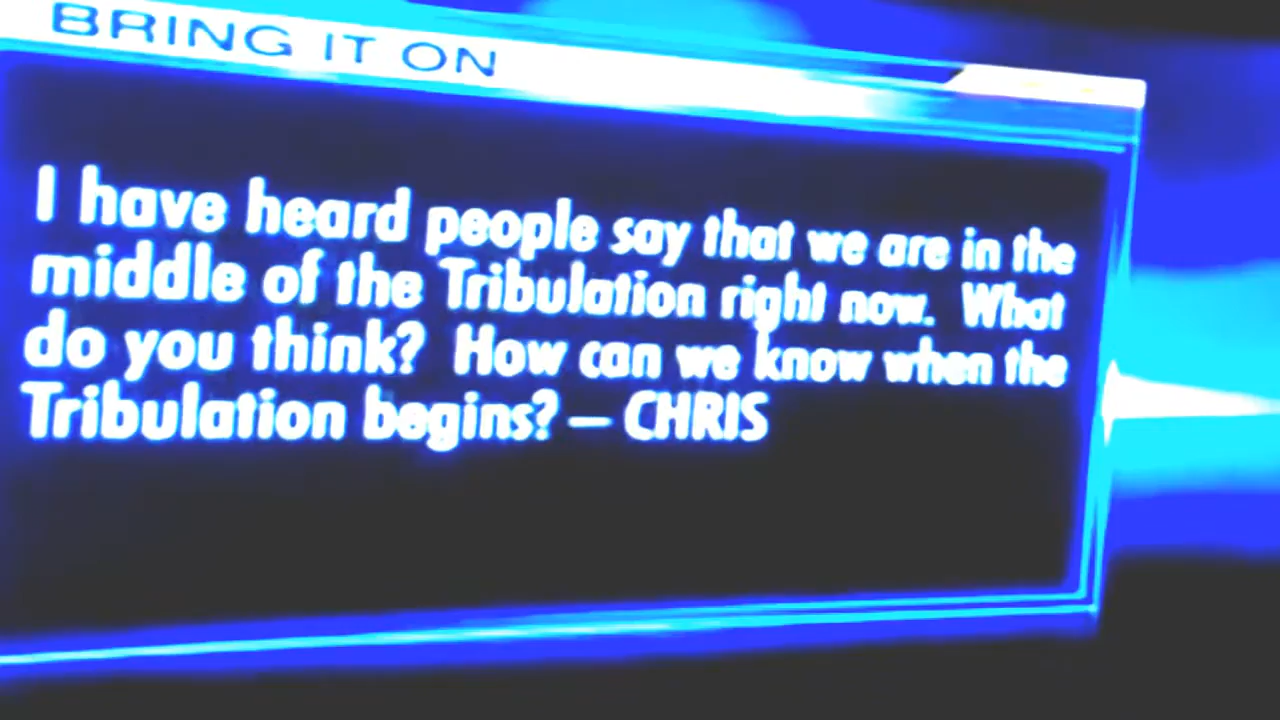 BRING IT ON
I have heard people say that we are in the
middle of the Tribulation right now. What
do you think? How can we know when the
Tribulation begins? – CHRIS